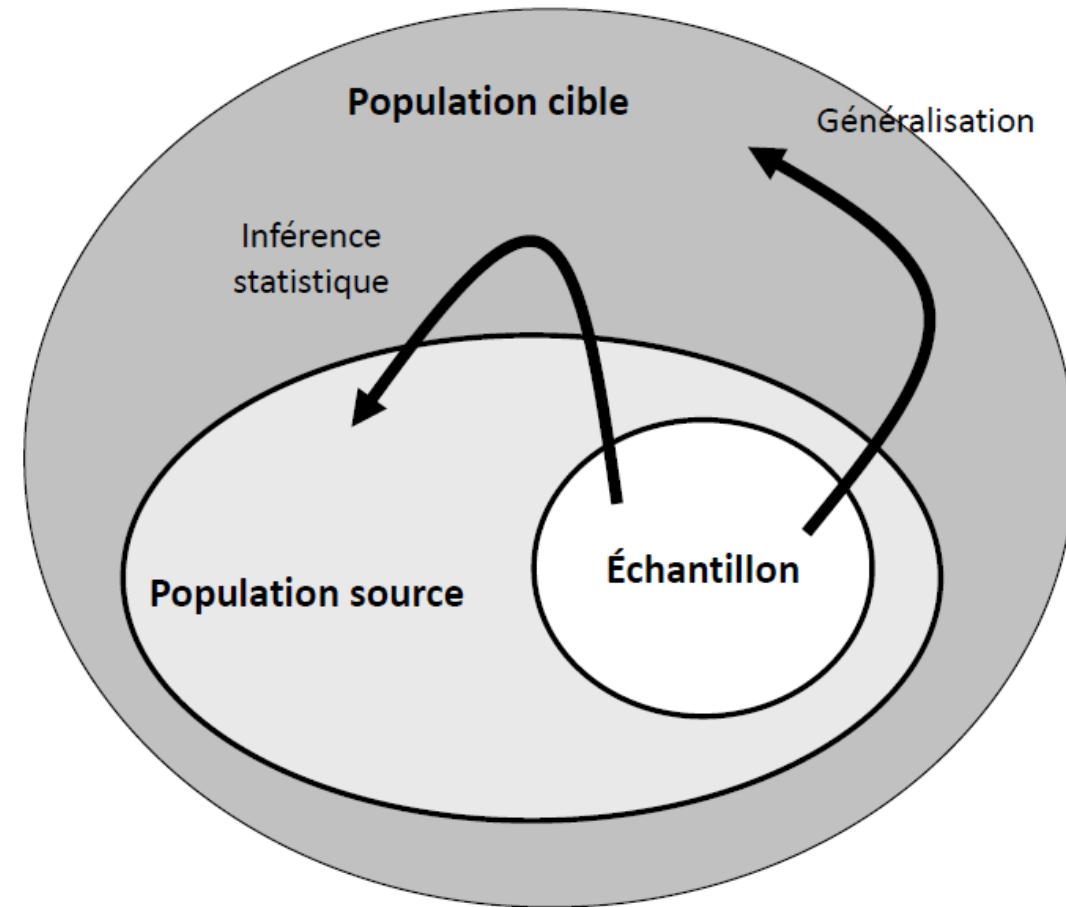 Population cible
Généralisation
Inférence
statistique
Échantillon
Population source